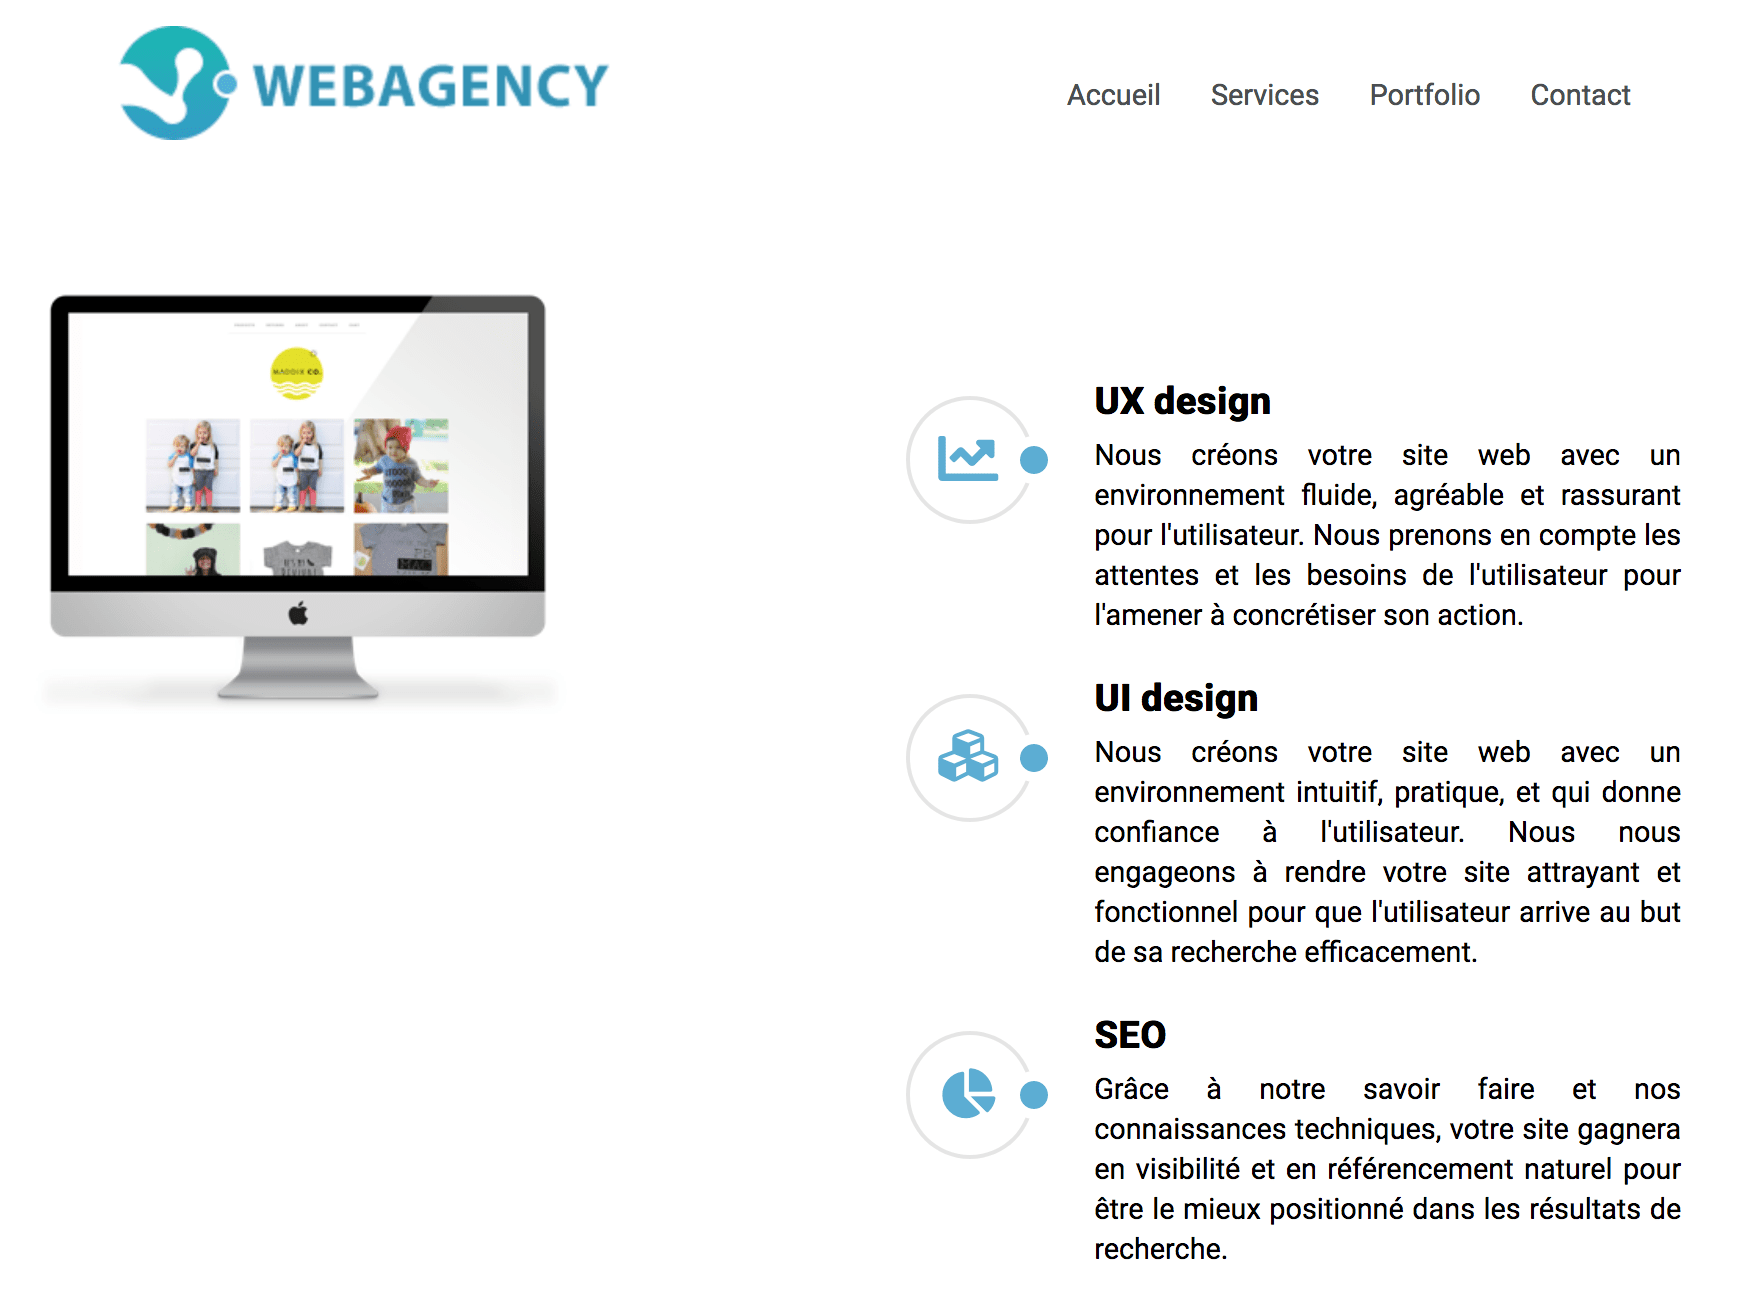 WEBAGENCY
Accueil Services Portfolio Contact
MADDIX CO.
UX design
Nous créons votre site web avec un
environnement fluide, agréable et rassurant
pour l'utilisateur. Nous prenons en compte les
attentes et les besoins de l'utilisateur pour
l'amener à concrétiser son action.
UI design
Nous créons votre site web avec un
environnement intuitif, pratique, et qui donne
confiance à l'utilisateur. Nous nous
engageons à rendre votre site attrayant et
fonctionnel pour que l'utilisateur arrive au but
de sa recherche efficacement.
SEO
Grâce à notre savoir faire et nos
connaissances techniques, votre site gagnera
en visibilité et en référencement naturel pour
être le mieux positionné dans les résultats de
recherche.